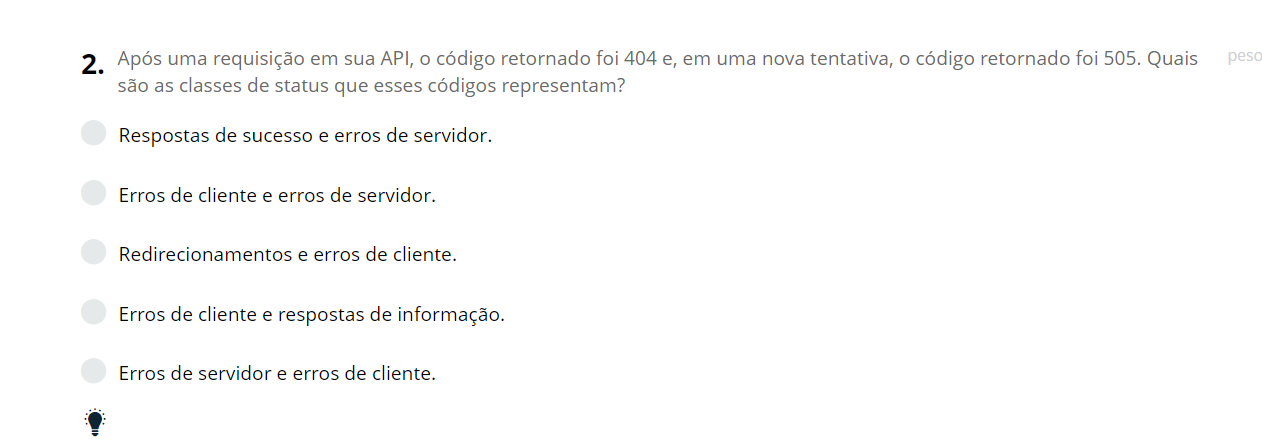 2. Após uma requisição em sua API, o código retornado foi 404 e, em uma nova tentativa, o código retornado foi 505. Quais peso
são as classes de status que esses códigos representam?
Respostas de sucesso e erros de servidor.
Erros de cliente e erros de servidor.
Redirecionamentos e erros de cliente.
Erros de cliente e respostas de informação.
Erros de servidor e erros de cliente.